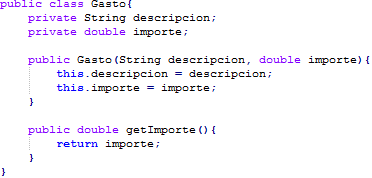 public class Gasto{
    private String descripcion;
    private double importe;

    public Gasto(String descripcion, double importe){
        this.descripcion = descripcion;
        this.importe = importe;
    }

    public double getImporte(){
        return importe;
    }
}